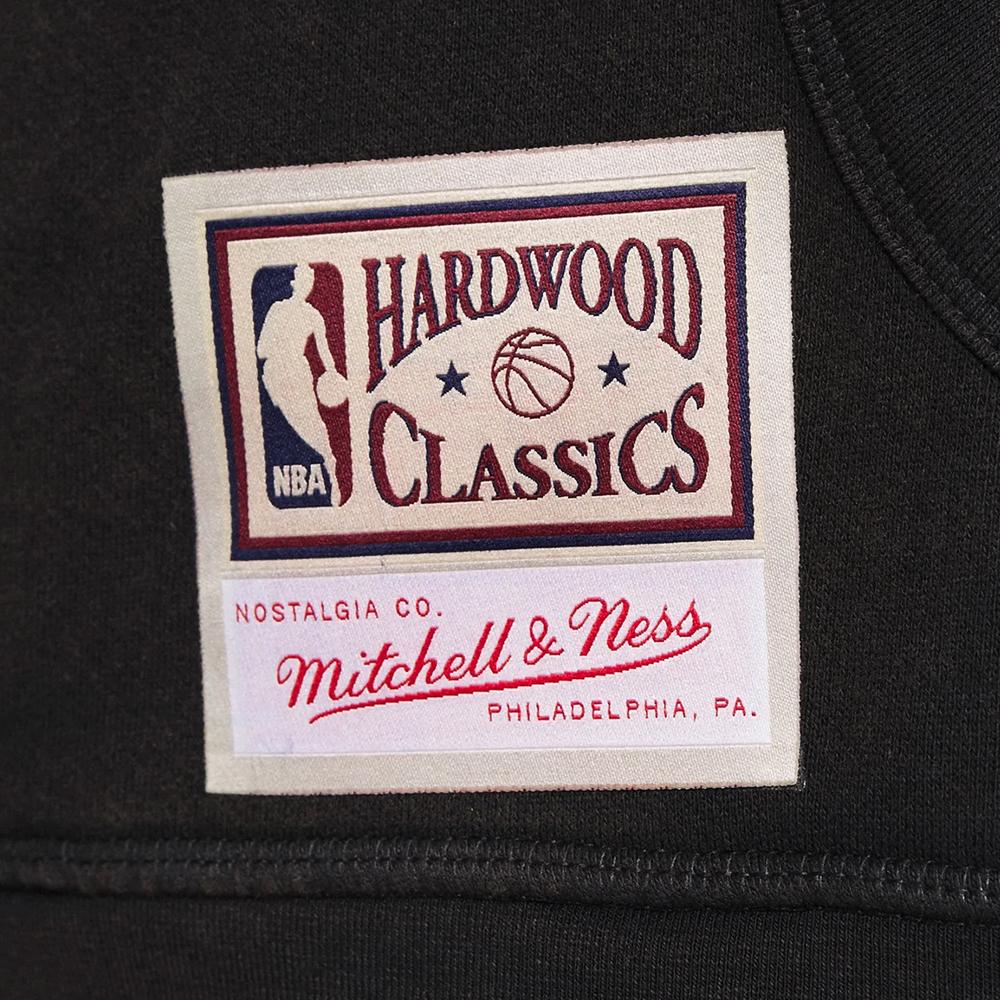 HARDWOOD
CLASSICS
NBA
NOSTALGIA CO.
Mitchell & Ness
PHILADELPHIA, PA.